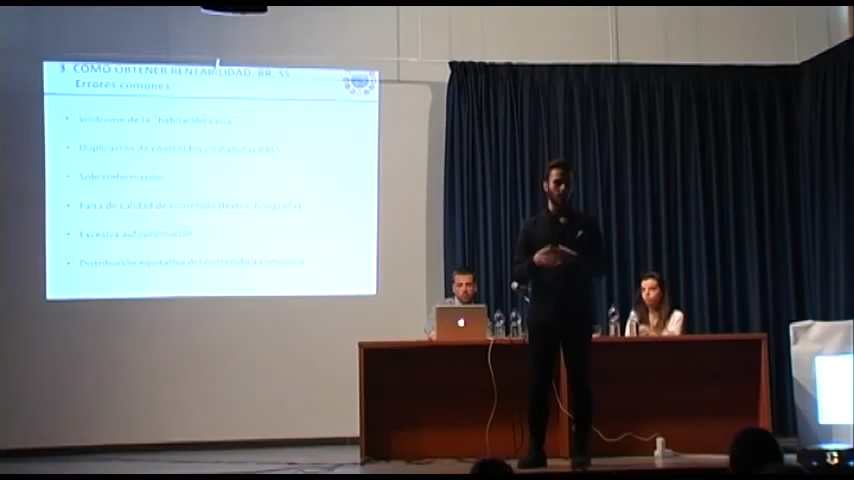 3. CÓMO OBTENER RENTABILIDAD: RR. SS
Errores comunes
• Síndrome de la "habitación vacía"
• Duplicación de contenidos en distintas RRSS
• Sobreinformación
• Falta de calidad de contenido (textos, fotografía)
• Excesiva autopromoción
• Distribución equitativa del contenido a